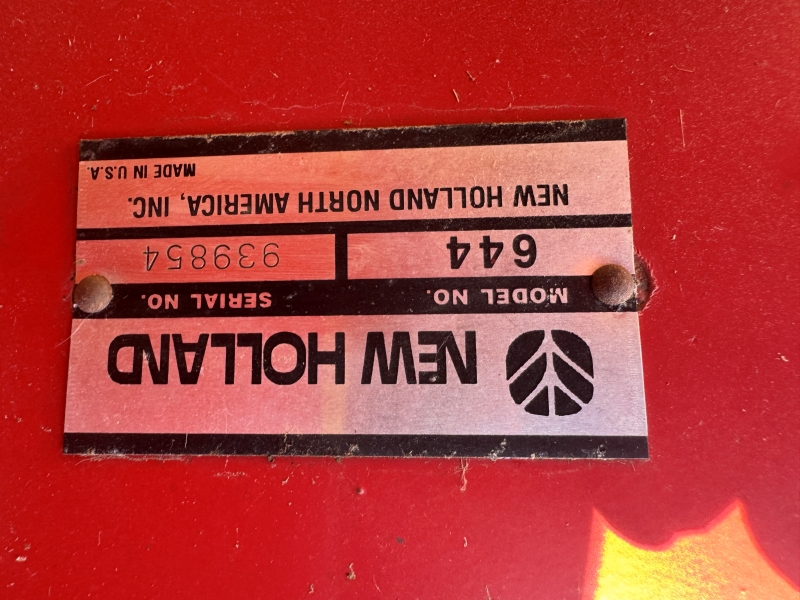 NEW HOLLAND
MODEL NO. SERIAL NO.
644 939854
NEW HOLLAND NORTH AMERICA, INC.
MADE IN U.S.A.